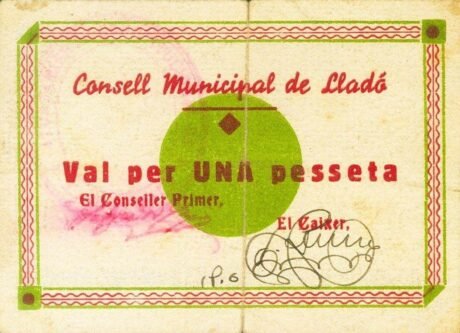 Consell Municipal de Lladó
Val per UNA pesseta
El Conseller Primer,
El Caixer,
P.O